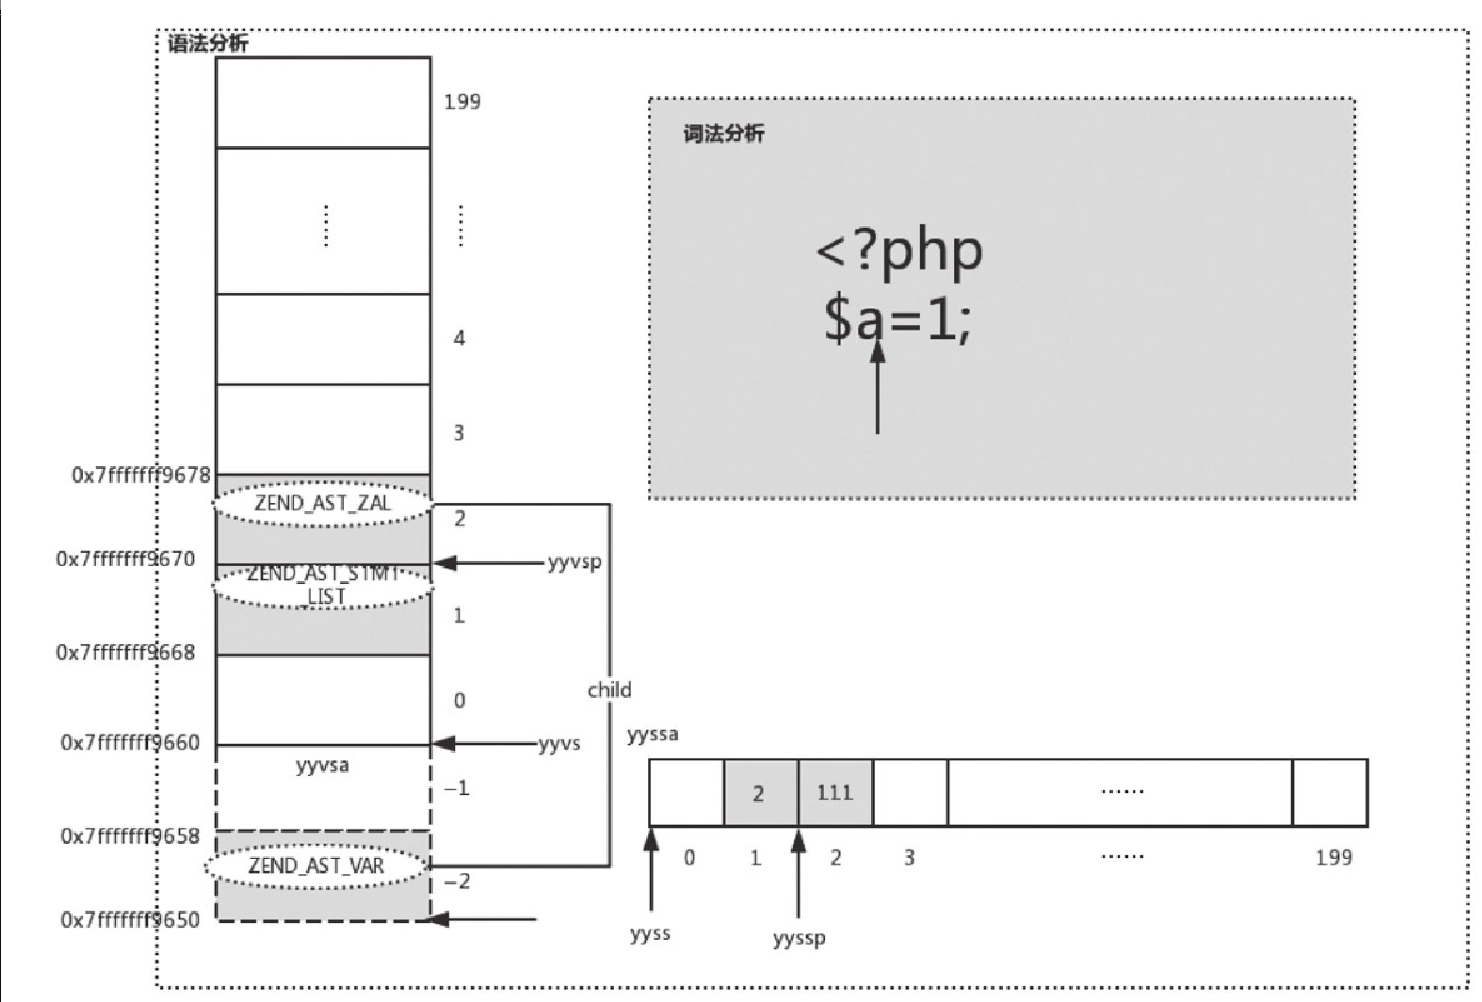 语法分析
199
词法分析
<?php
$a=1;
4
3
0x7fffffff9678
ZEND_AST_ZAL
2
0x7fffffff9670
yyvsp
ZEND_AST_STMT
_LIST
1
0x7fffffff9668
0
child
0x7fffffff9660
yyvs
yyssa
yyvsa
-1
2
111
......
0x7fffffff9658
0
1
2
3
......
199
ZEND_AST_VAR
-2
0x7fffffff9650
yyss
yyssp